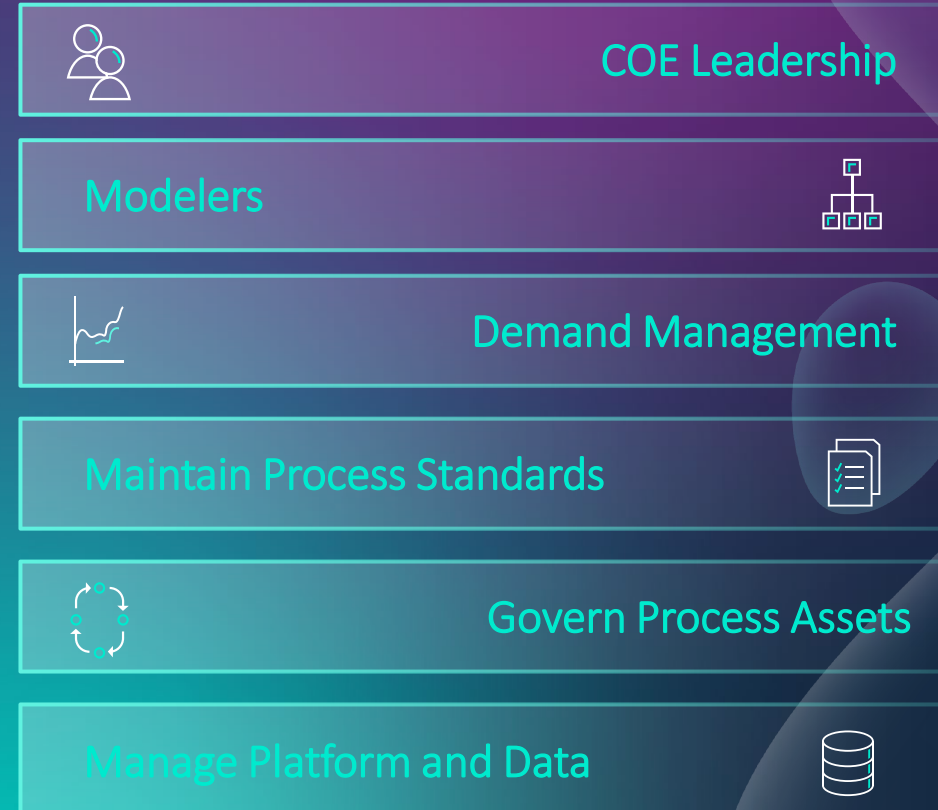 COE Leadership
Modelers
Demand Management
Maintain Process Standards
Govern Process Assets
Manage Platform and Data